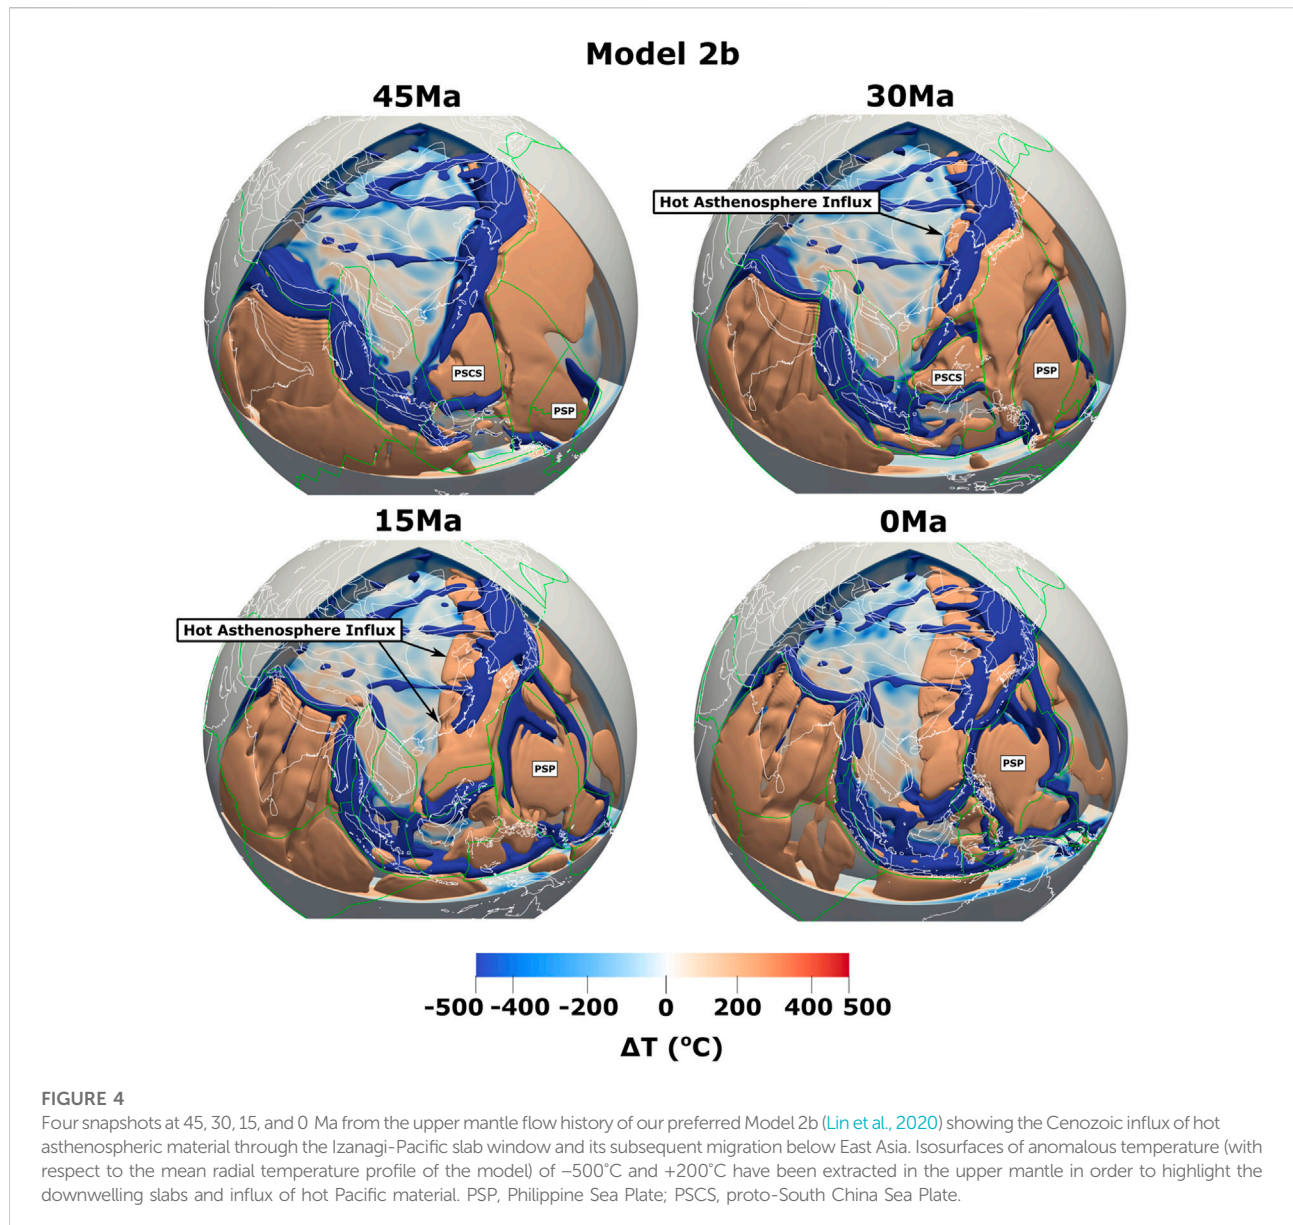 Model 2b
45Ma
30Ma
Hot Asthenosphere Influx
PSCS
PSP
PSCS
PSP
15Ma
0Ma
Hot Asthenosphere Influx
PSP
PSP
-500 -400 -200 0 200 400 500
ΔT (°C)
FIGURE 4
Four snapshots at 45, 30, 15, and 0 Ma from the upper mantle flow history of our preferred Model 2b (Lin et al., 2020) showing the Cenozoic influx of hot
asthenospheric material through the Izanagi-Pacific slab window and its subsequent migration below East Asia. Isosurfaces of anomalous temperature (with
respect to the mean radial temperature profile of the model) of –500°C and +200°C have been extracted in the upper mantle in order to highlight the
downwelling slabs and influx of hot Pacific material. PSP, Philippine Sea Plate; PSCS, proto-South China Sea Plate.